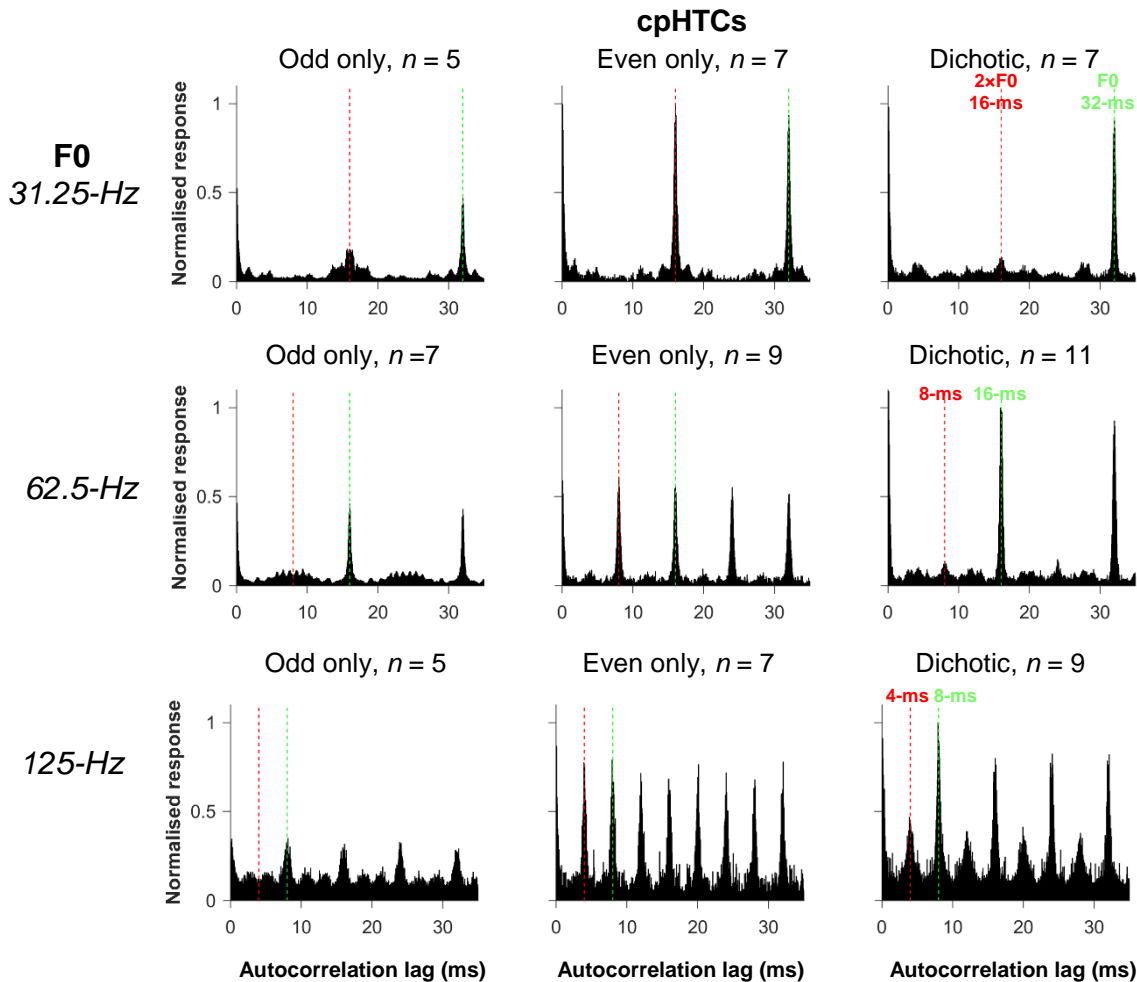 cpHTCs
Odd only, n = 5
Even only, n = 7
Dichotic, n = 7
2×F0
16-ms
F0
32-ms
F0
31.25-Hz
Normalised response
1
0.5
0
0 10 20 30
0 10 20 30
0 10 20 30
Odd only, n =7
Even only, n = 9
Dichotic, n = 11
8-ms 16-ms
62.5-Hz
Normalised response
1
0.5
0
0 10 20 30
0 10 20 30
0 10 20 30
Odd only, n = 5
Even only, n = 7
Dichotic, n = 9
4-ms 8-ms
125-Hz
Normalised response
1
0.5
0
0 10 20 30
0 10 20 30
0 10 20 30
Autocorrelation lag (ms)
Autocorrelation lag (ms)
Autocorrelation lag (ms)